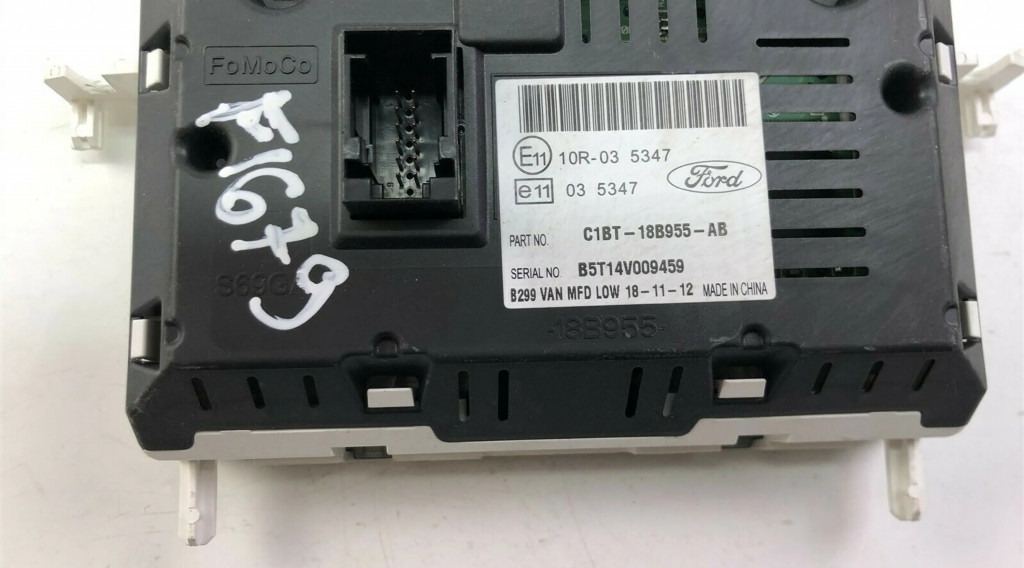 FoMoCo
F1679
E11 10R-03 5347
e11 03 5347
Ford
PART NO. C1BT-18B955-AB
SERIAL NO. B5T14V009459
B299 VAN MFD LOW 18-11-12 MADE IN CHINA
-18B955-